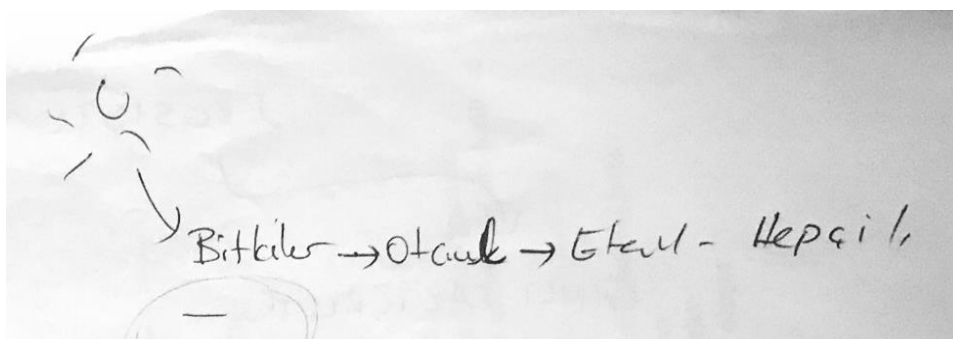 Bitkiler → Otçul → Etçil - Hepçil